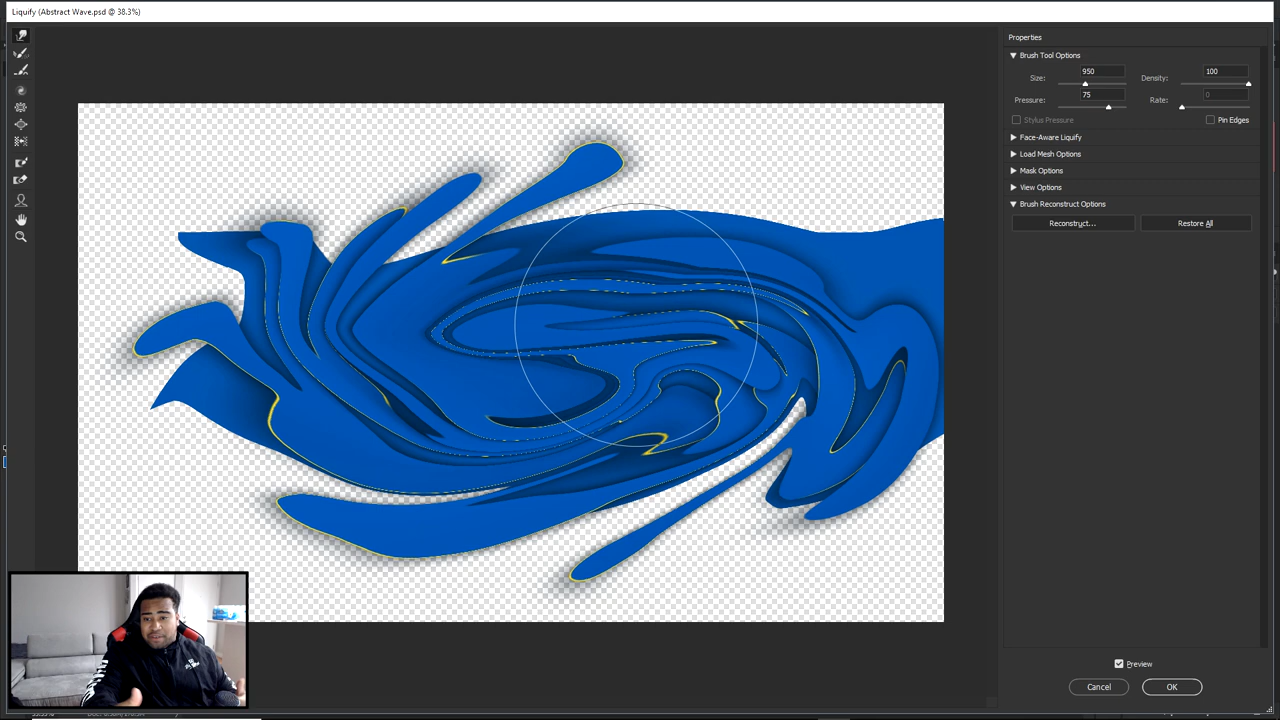 Liquify (Abstract Wave.psd @ 38.3%)
Properties
Brush Tool Options
Size: 950 Density: 100
Pressure: 75 Rate: 0
Stylus Pressure Pin Edges
Face-Aware Liquify
Load Mesh Options
Mask Options
View Options
Brush Reconstruct Options
Reconstruct... Restore All
Preview
Cancel OK